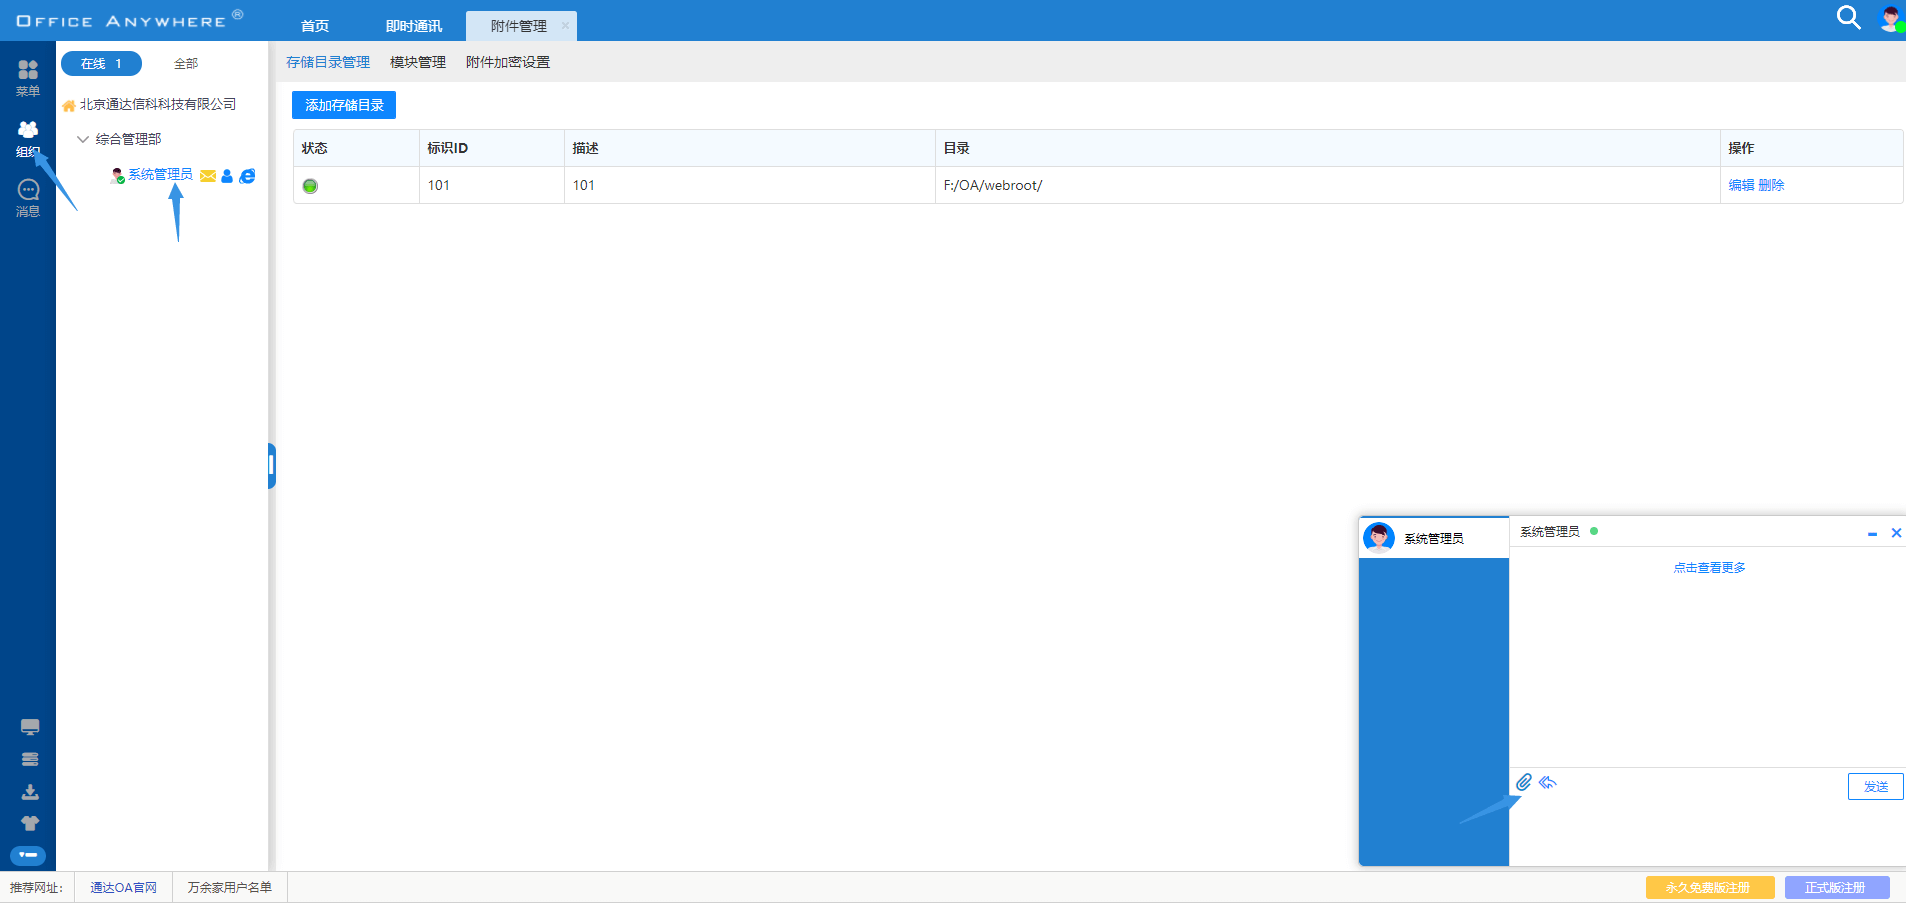 OFFICE ANYWHERE®
首页
即时通讯
附件管理
菜单
组织
消息
在线 1
全部
北京通达信科科技有限公司
综合管理部
系统管理员
存储目录管理
模块管理
附件加密设置
添加存储目录
状态 标识ID 描述 目录 操作
101 101 F:/OA/webroot/ 编辑 删除
系统管理员
系统管理员
点击查看更多
发送
推荐网址:
通达OA官网
万余家用户名单
永久免费版注册
正式版注册